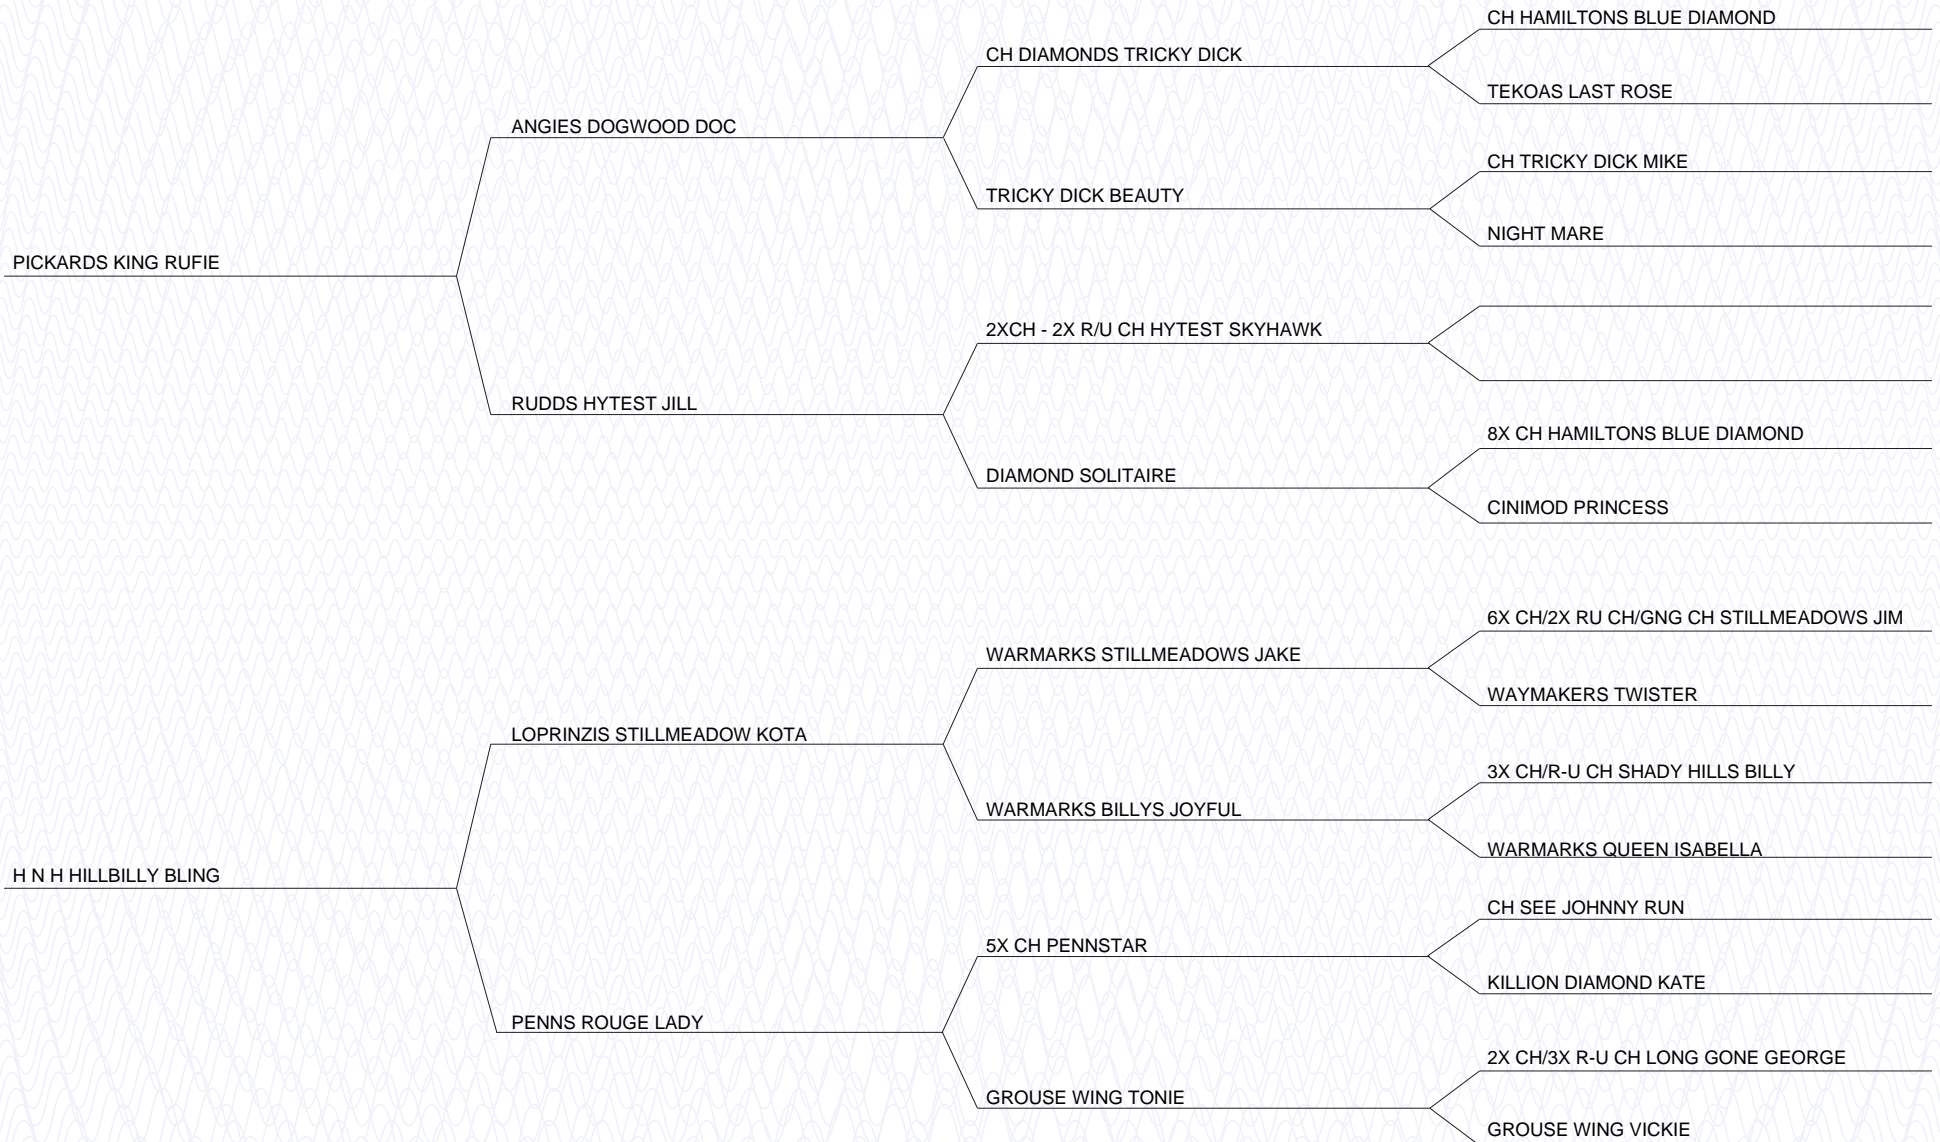 CH HAMILTONS BLUE DIAMOND
CH DIAMONDS TRICKY DICK
TEKOAS LAST ROSE
ANGIES DOGWOOD DOC
CH TRICKY DICK MIKE
TRICKY DICK BEAUTY
NIGHT MARE
PICKARDS KING RUFIE
2XCH - 2X R/U CH HYTEST SKYHAWK
RUDDS HYTEST JILL
8X CH HAMILTONS BLUE DIAMOND
DIAMOND SOLITAIRE
CINIMOD PRINCESS
6X CH/2X RU CH/GNG CH STILLMEADOWS JIM
WARMARKS STILLMEADOWS JAKE
WAYMAKERS TWISTER
LOPRINZIS STILLMEADOW KOTA
3X CH/R-U CH SHADY HILLS BILLY
WARMARKS BILLYS JOYFUL
WARMARKS QUEEN ISABELLA
H N H HILLBILLY BLING
CH SEE JOHNNY RUN
5X CH PENNSTAR
KILLION DIAMOND KATE
PENNS ROUGE LADY
2X CH/3X R-U CH LONG GONE GEORGE
GROUSE WING TONIE
GROUSE WING VICKIE